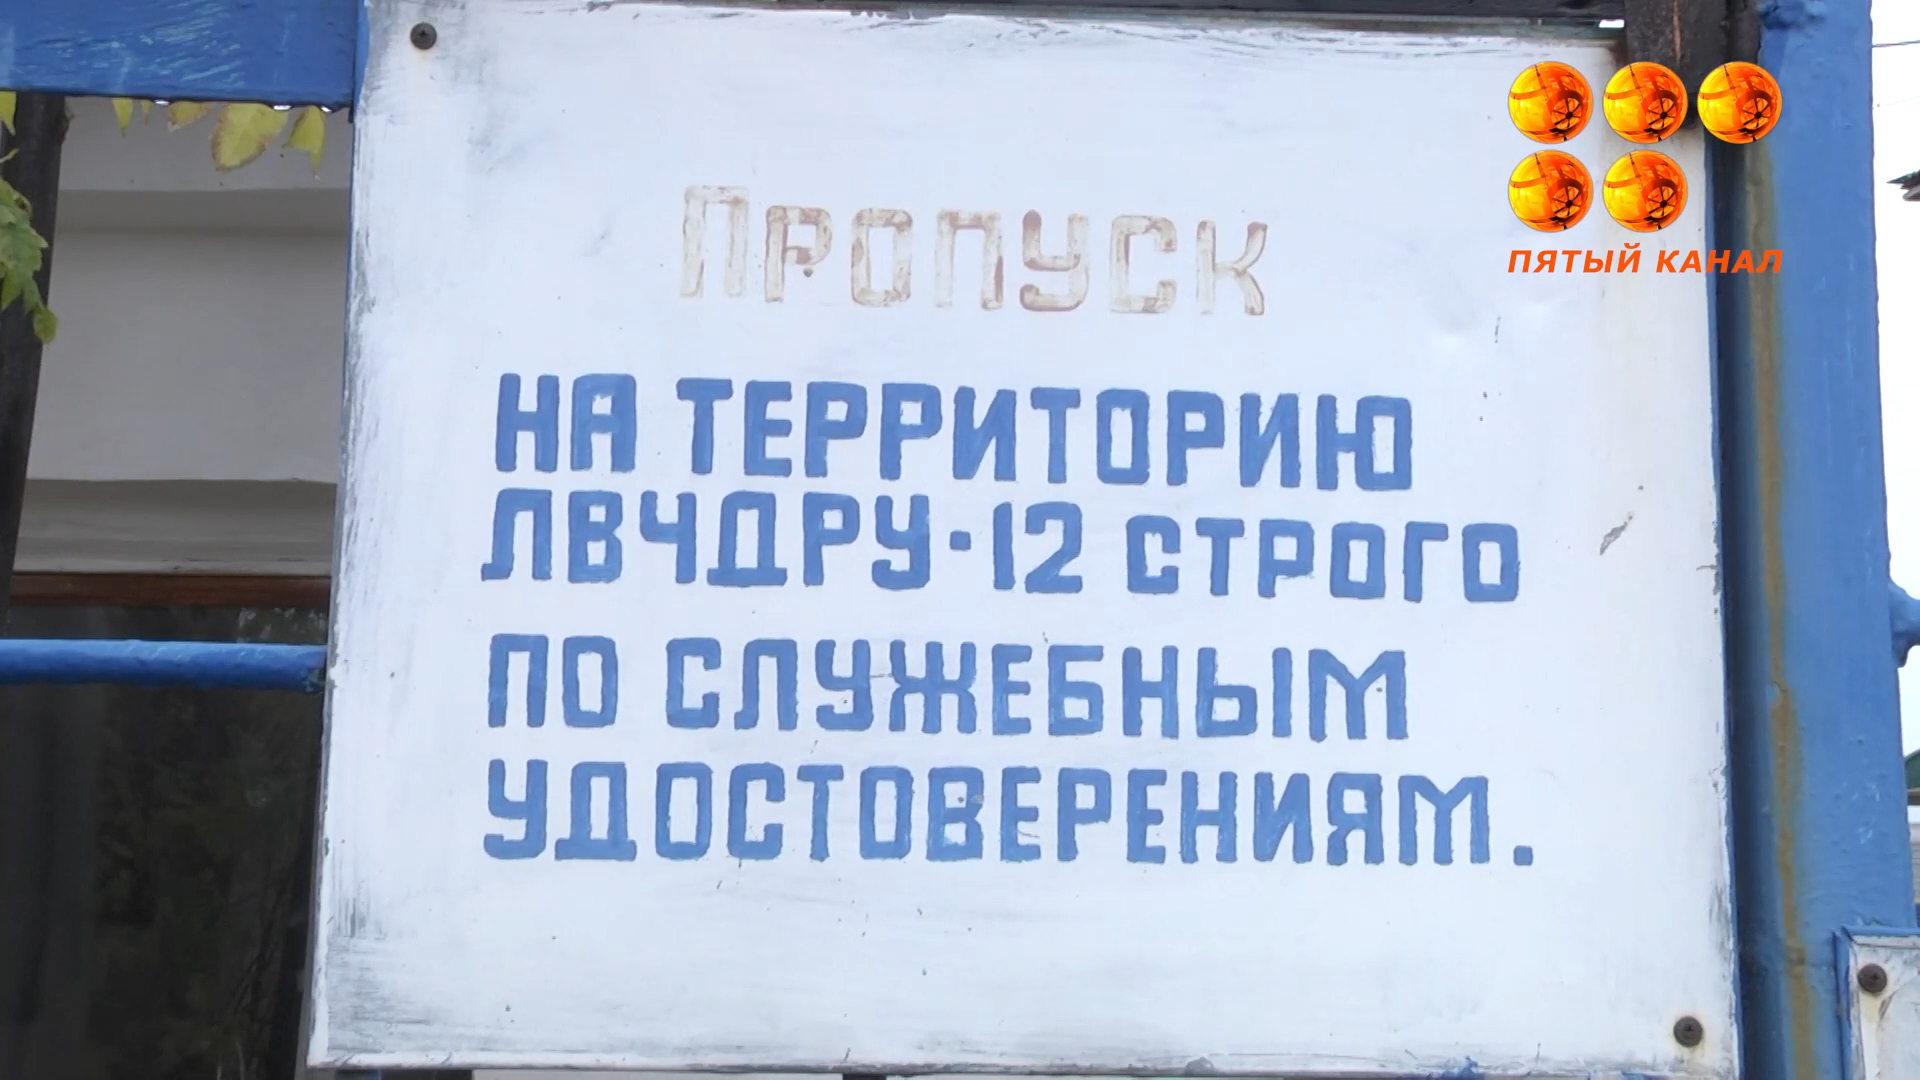 Пропуск
НА ТЕРРИТОРИЮ
ЛВЧДРУ-12 СТРОГО
ПО СЛУЖЕБНЫМ
УДОСТОВЕРЕНИЯМ.
ПЯТЫЙ КАНАЛ